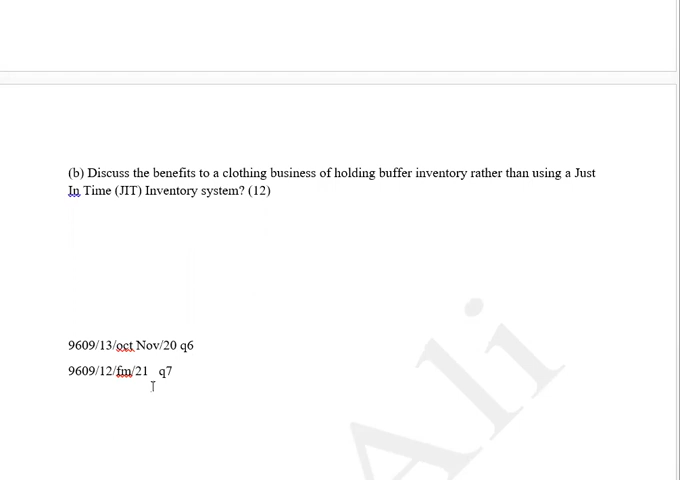 (b) Discuss the benefits to a clothing business of holding buffer inventory rather than using a Just
In Time (JIT) Inventory system? (12)
9609/13/oct Nov/20 q6
9609/12/fm/21 q7
Ali